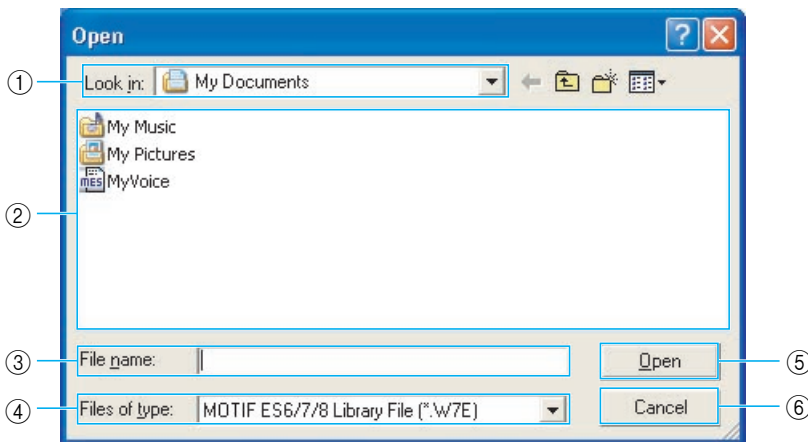 Open
① Look in: My Documents
My Music
My Pictures
MES MyVoice
②
③ File name: Open ⑤
④ Files of type: MOTIF ES6/7/8 Library File (*.W7E) Cancel ⑥